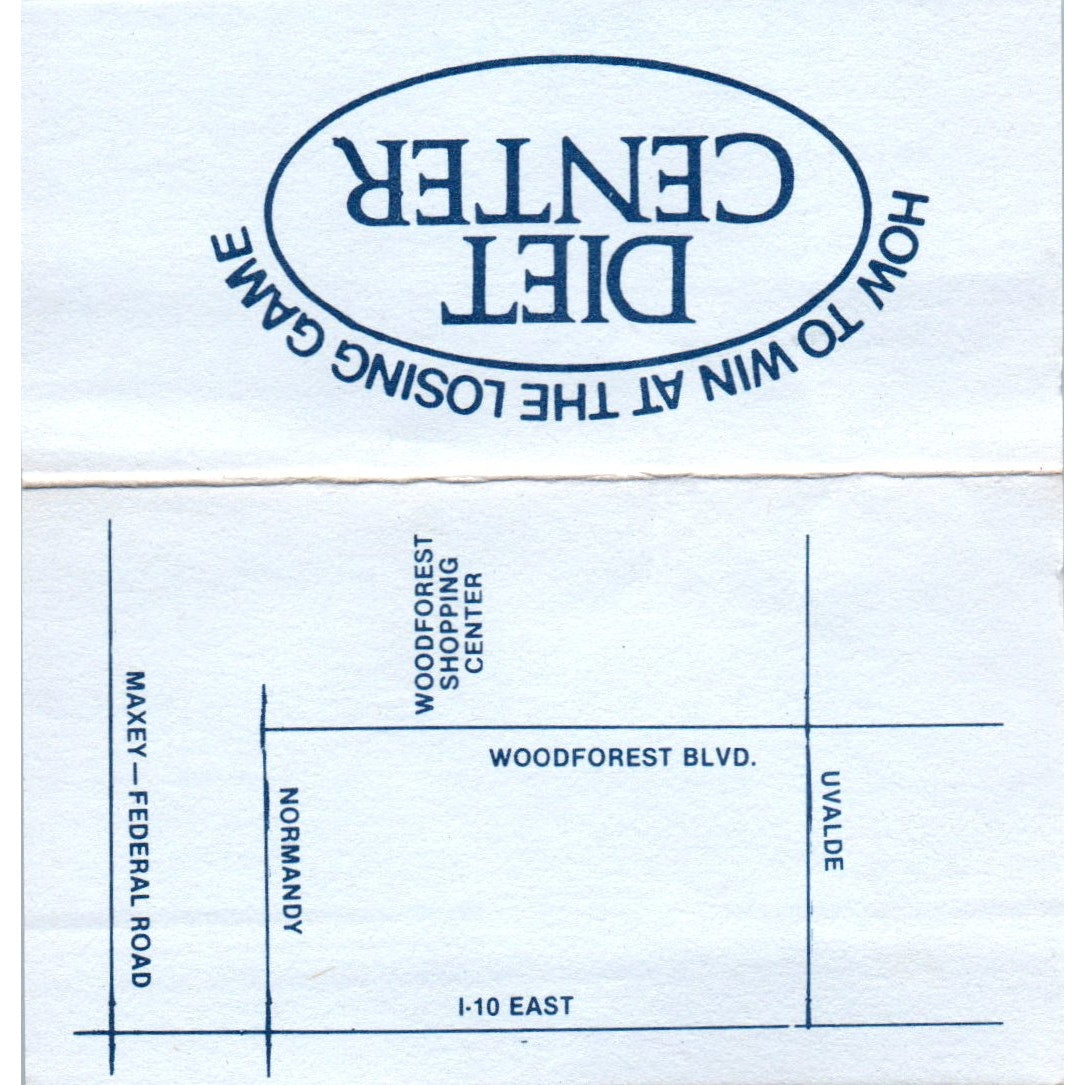 DIET
CENTER
HOW TO WIN AT THE LOSING GAME
WOODFOREST
SHOPPING
CENTER
MAXEY—FEDERAL ROAD
WOODFOREST BLVD.
NORMANDY
UVALDE
I-10 EAST